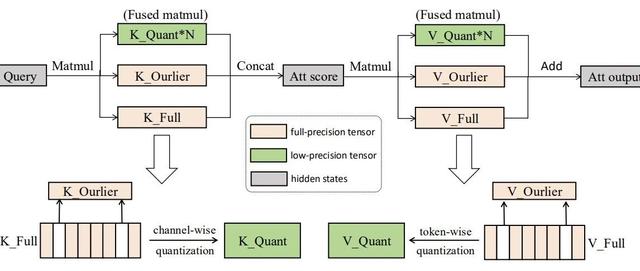 (Fused matmul)
(Fused matmul)
K_Quant*N
V_Quant*N
Query
Matmul
K_Ourlier
Concat
Att score
Matmul
V_Ourlier
Add
Att output
K_Full
V_Full
full-precision tensor
low-precision tensor
hidden states
K_Ourlier
V_Ourlier
K_Full
channel-wise
quantization
K_Quant
V_Quant
token-wise
quantization
V_Full